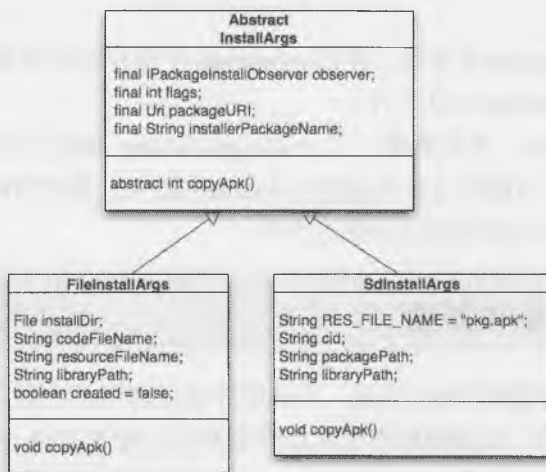 Abstract
InstallArgs
final IPackageInstallObserver observer;
final int flags;
final Uri packageURI;
final String installerPackageName;
abstract int copyApk()
FileInstallArgs
File installDir;
String codeFileName;
String resourceFileName;
String libraryPath;
boolean created = false;
void copyApk()
SdInstallArgs
String RES_FILE_NAME = "pkg.apk";
String cid;
String packagePath;
String libraryPath;
void copyApk()